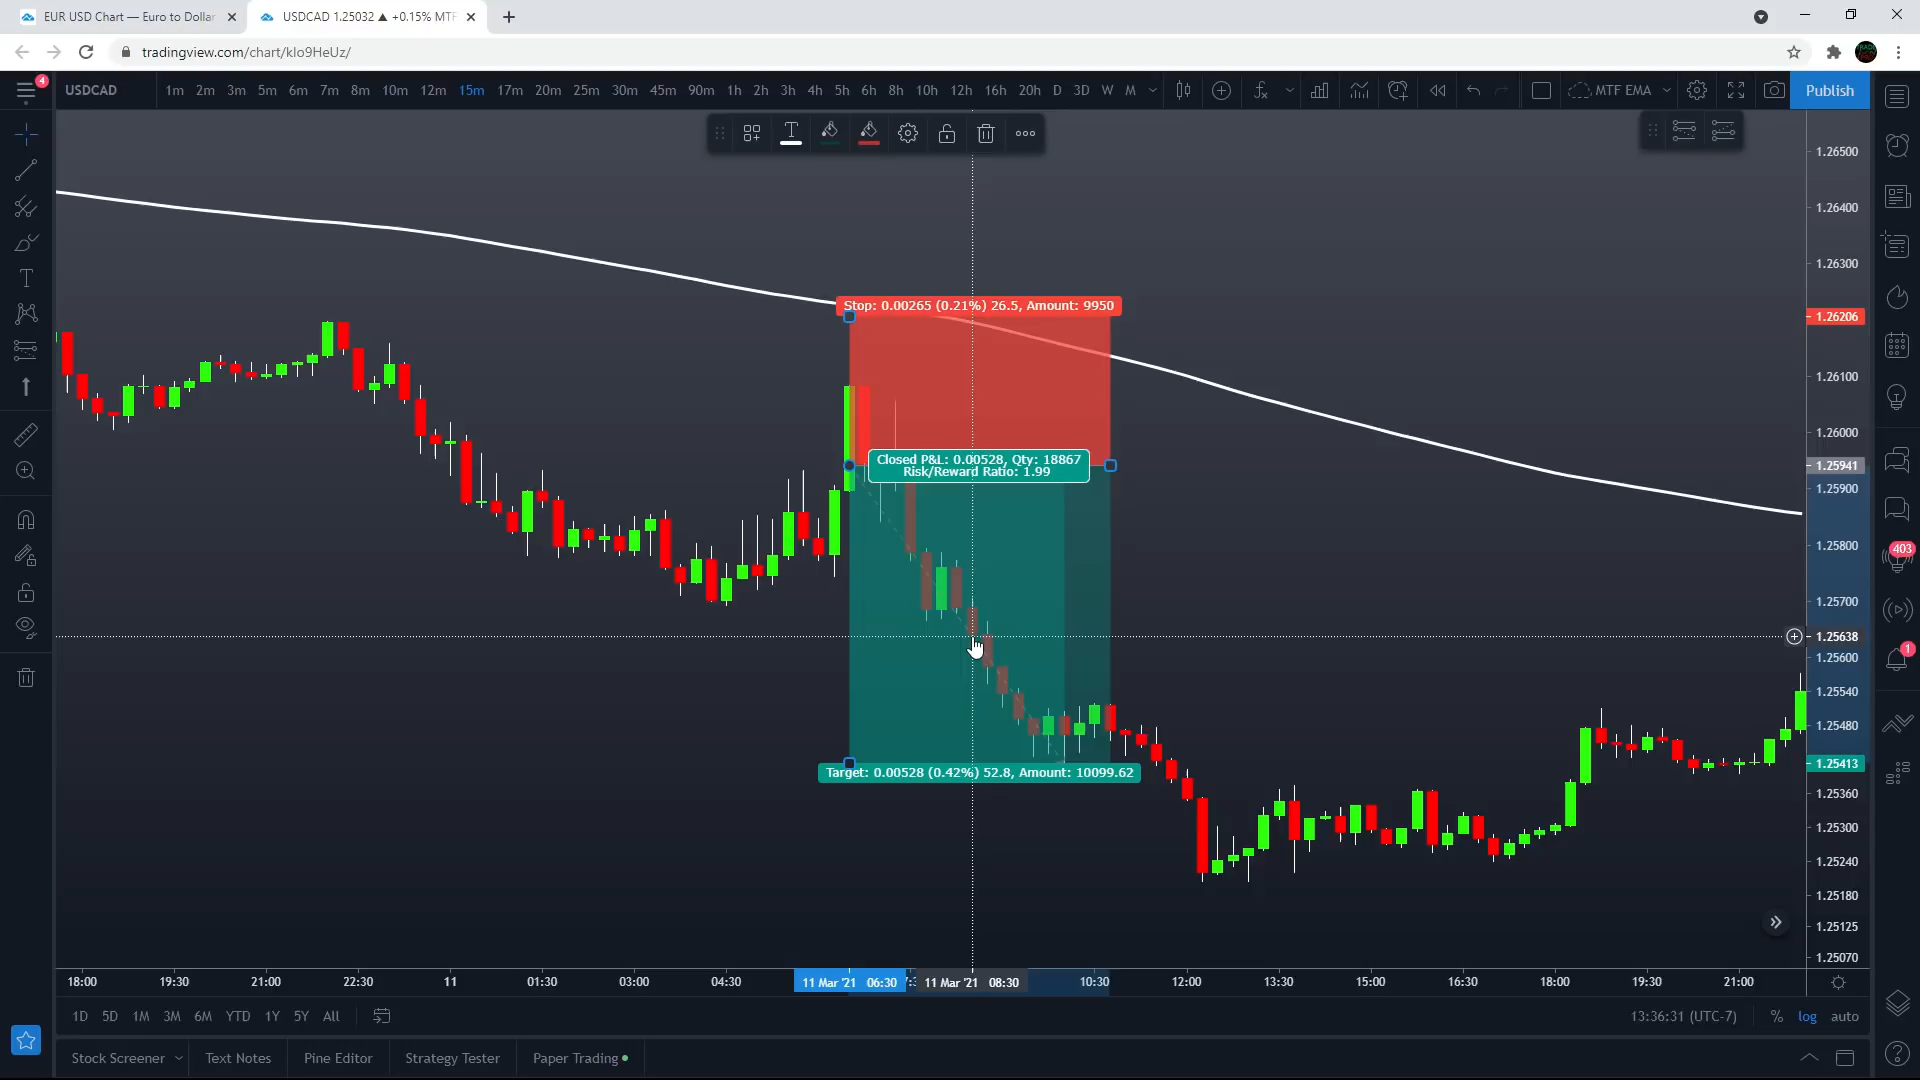 EUR USD Chart — Euro to Dollar
USDCAD 1.25032 ▲ +0.15% MTF
tradingview.com/chart/klo9HeUz/
4
USDCAD
1m 2m 3m 5m 6m 7m 8m 10m 12m 15m 17m 20m 25m 30m 45m 90m 1h 2h 3h 4h 5h 6h 8h 10h 12h 16h 20h D 3D W M
MTF EMA
Publish
1.26500
1.26400
1.26300
Stop: 0.00265 (0.21%) 26.5, Amount: 9950
1.26206
1.26100
1.26000
Closed P&L: 0.00528, Qty: 18867
Risk/Reward Ratio: 1.99
1.25941
1.25900
1.25800
403
1.25700
1.25638
1
1.25600
1.25540
1.25480
1.25413
Target: 0.00528 (0.42%) 52.8, Amount: 10099.62
1.25360
1.25300
1.25240
1.25180
1.25125
1.25070
18:00 19:30 21:00 22:30 11 01:30 03:00 04:30 11 Mar '21 06:30 11 Mar '21 08:30 10:30 12:00 13:30 15:00 16:30 18:00 19:30 21:00
1D 5D 1M 3M 6M YTD 1Y 5Y All
13:36:31 (UTC-7) % log auto
Stock Screener Text Notes Pine Editor Strategy Tester Paper Trading